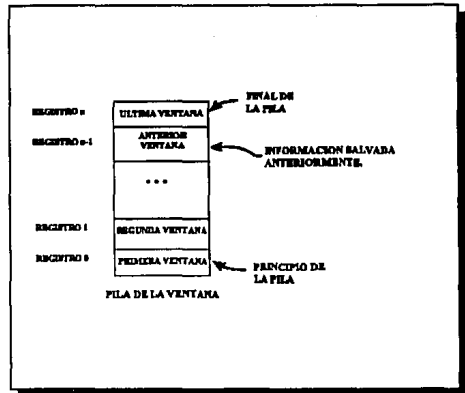 FINAL DE
LA PILA
REGISTRO n
ULTIMA VENTANA
REGISTRO n-1
ANTERIOR
VENTANA
INFORMACION SALVADA
ANTERIORMENTE.
...
REGISTRO 1
SEGUNDA VENTANA
REGISTRO 0
PRIMERA VENTANA
PRINCIPIO DE
LA PILA
PILA DE LA VENTANA